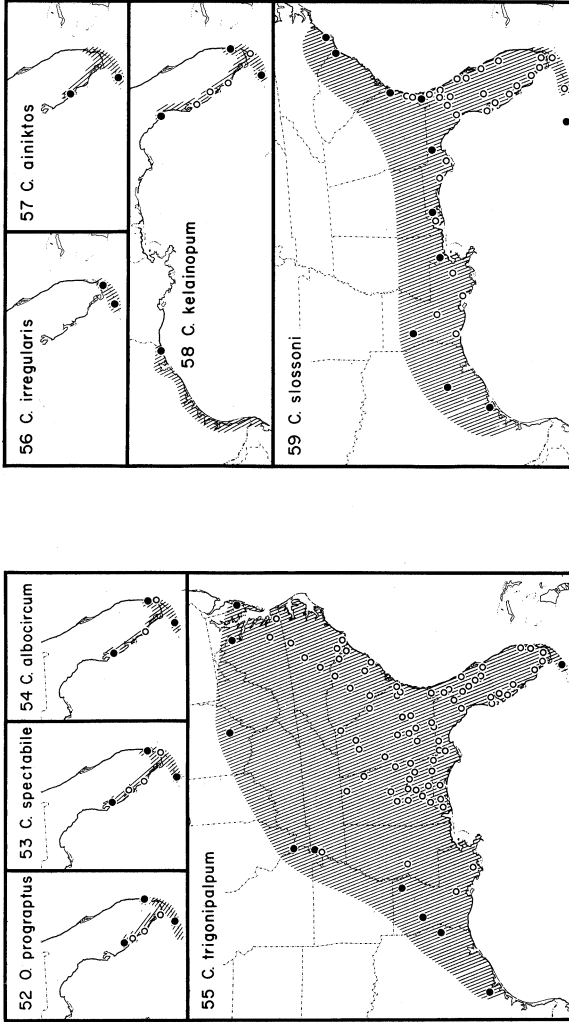 52 O. prograptus
53 C. spectabile
54 C. albocircum
55 C. trigonipalpum
56 C. irregularis
57 C. ainiktos
58 C. kelainopum
59 C. slossoni